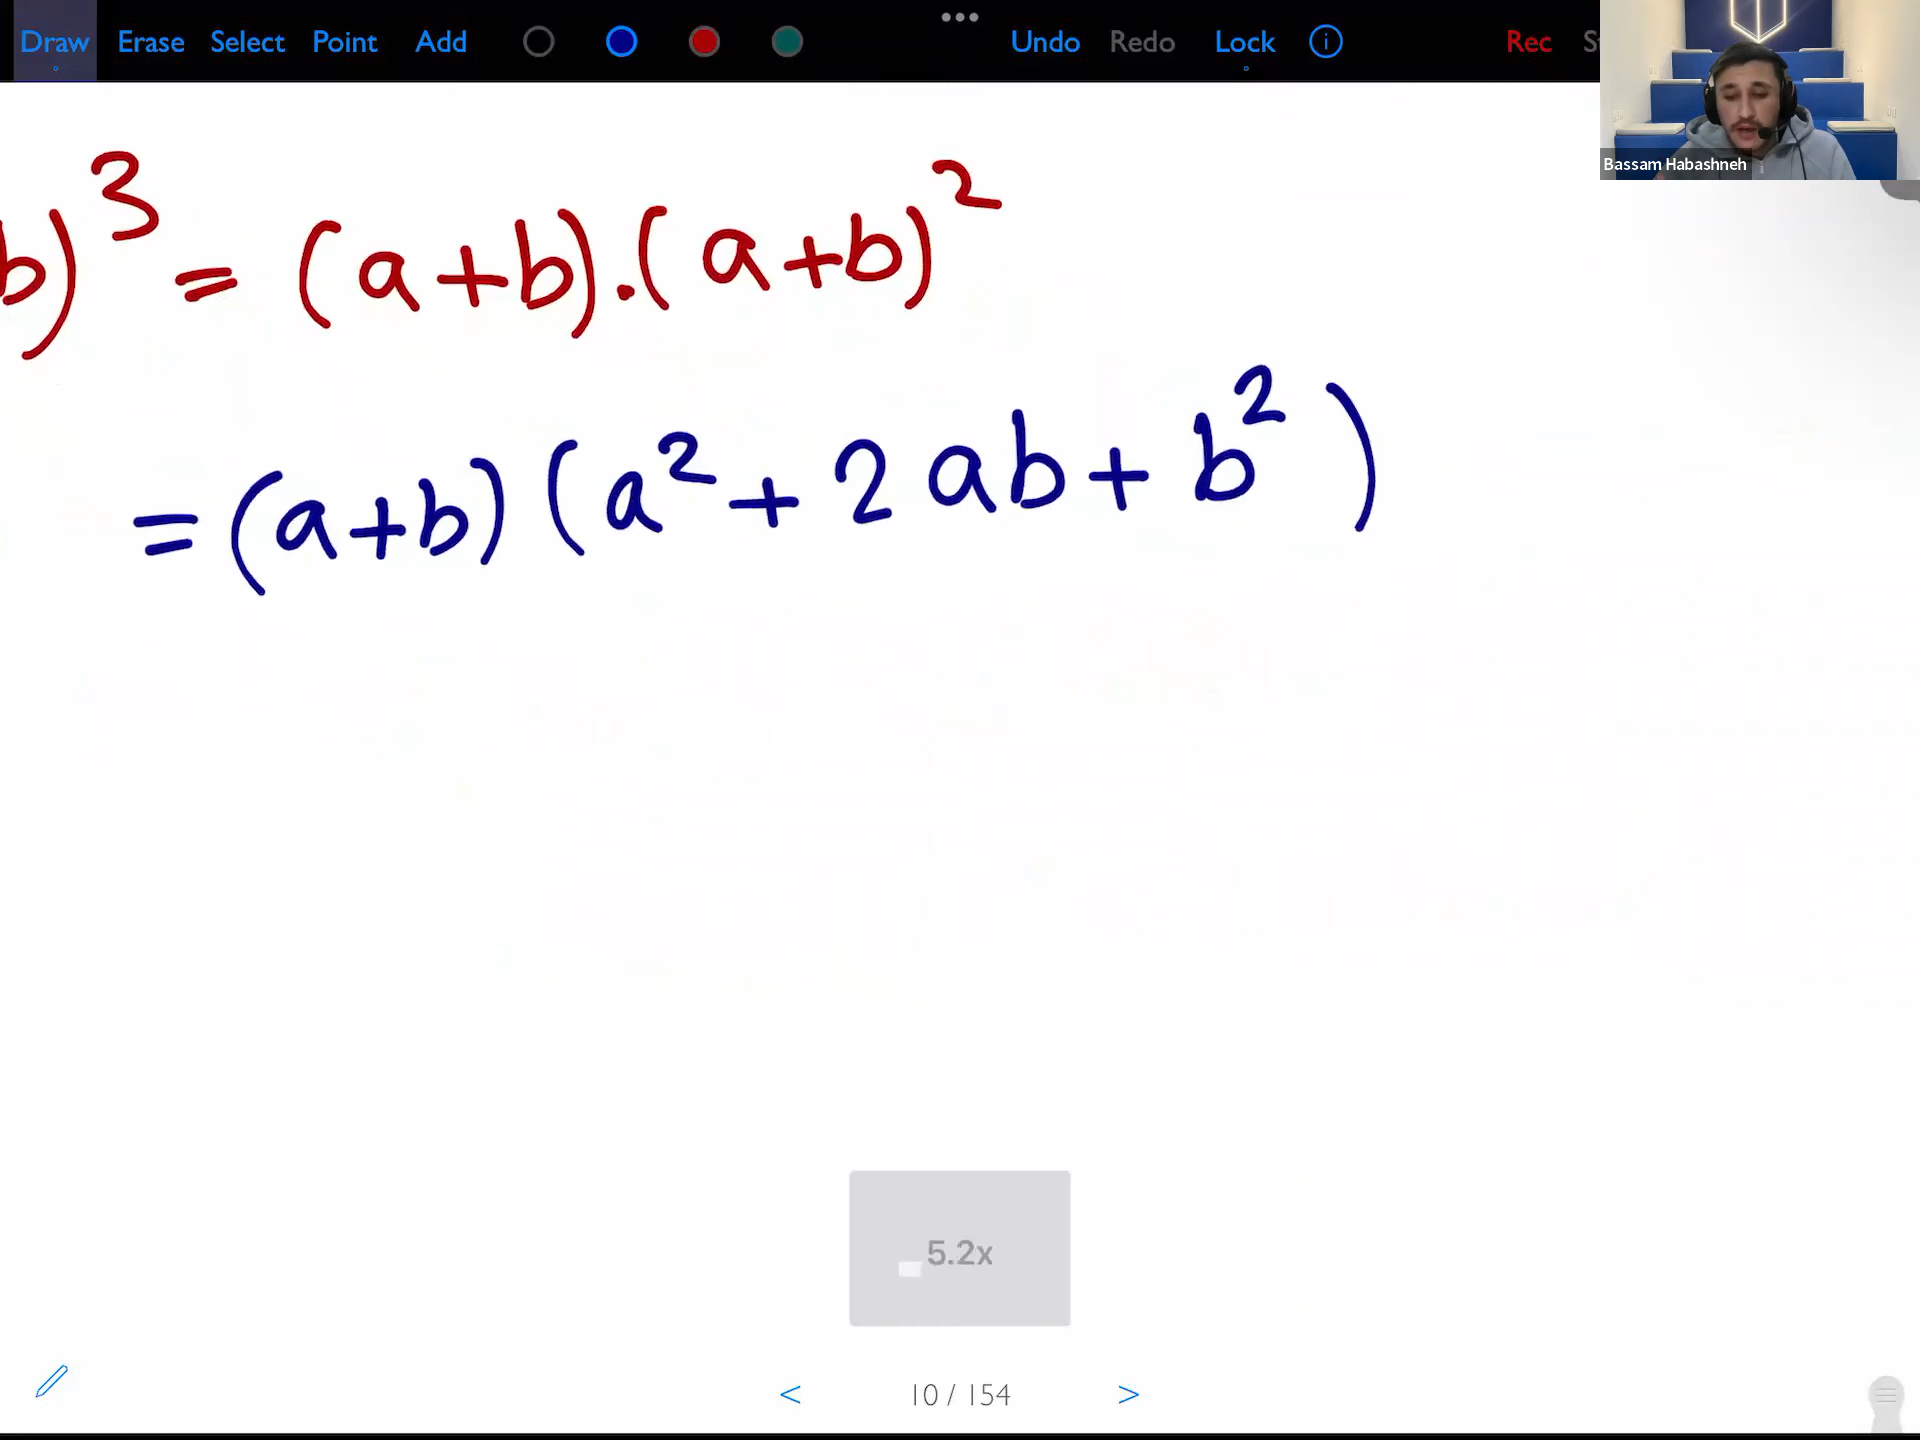 Draw Erase Select Point Add Undo Redo Lock Rec
Bassam Habashneh
b)³ = (a+b).(a+b)²
= (a+b)(a²+2ab+b²)
5.2x
< 10 / 154 >